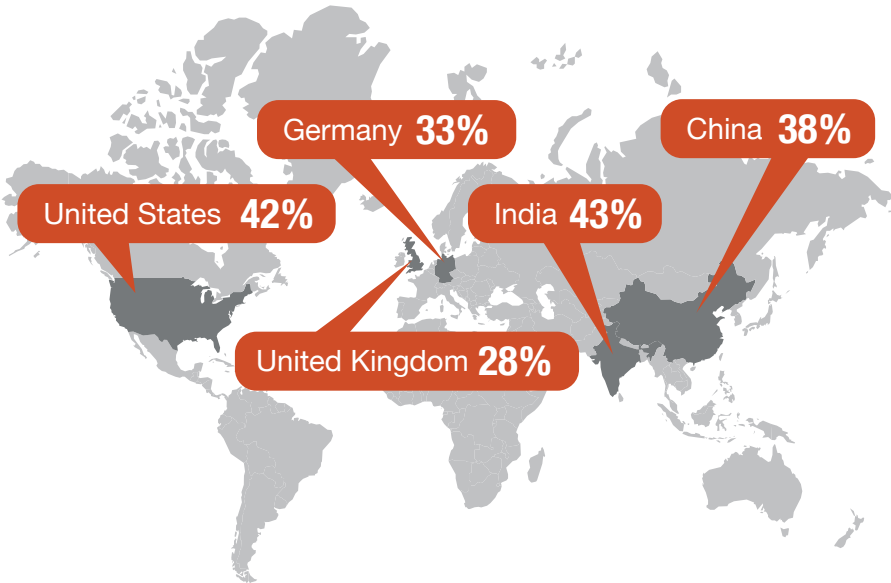 Germany 33%
China 38%
United States 42%
India 43%
United Kingdom 28%